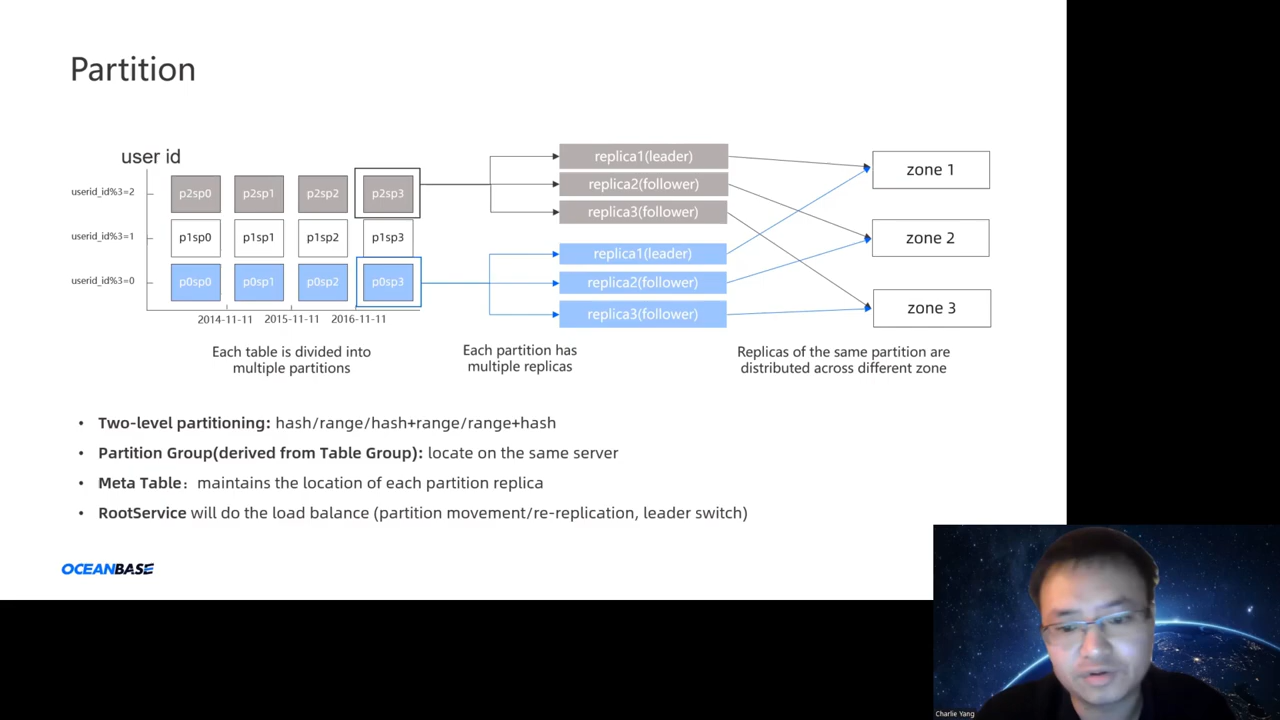 Partition
user id
userid_id%3=2
p2sp0
p2sp1
p2sp2
p2sp3
userid_id%3=1
p1sp0
p1sp1
p1sp2
p1sp3
userid_id%3=0
p0sp0
p0sp1
p0sp2
p0sp3
2014-11-11
2015-11-11
2016-11-11
replica1(leader)
replica2(follower)
replica3(follower)
replica1(leader)
replica2(follower)
replica3(follower)
zone 1
zone 2
zone 3
Each table is divided into
multiple partitions
Each partition has
multiple replicas
Replicas of the same partition are
distributed across different zone
• Two-level partitioning: hash/range/hash+range/range+hash
• Partition Group(derived from Table Group): locate on the same server
• Meta Table：maintains the location of each partition replica
• RootService will do the load balance (partition movement/re-replication, leader switch)
OCEANBASE
Charlie Yang